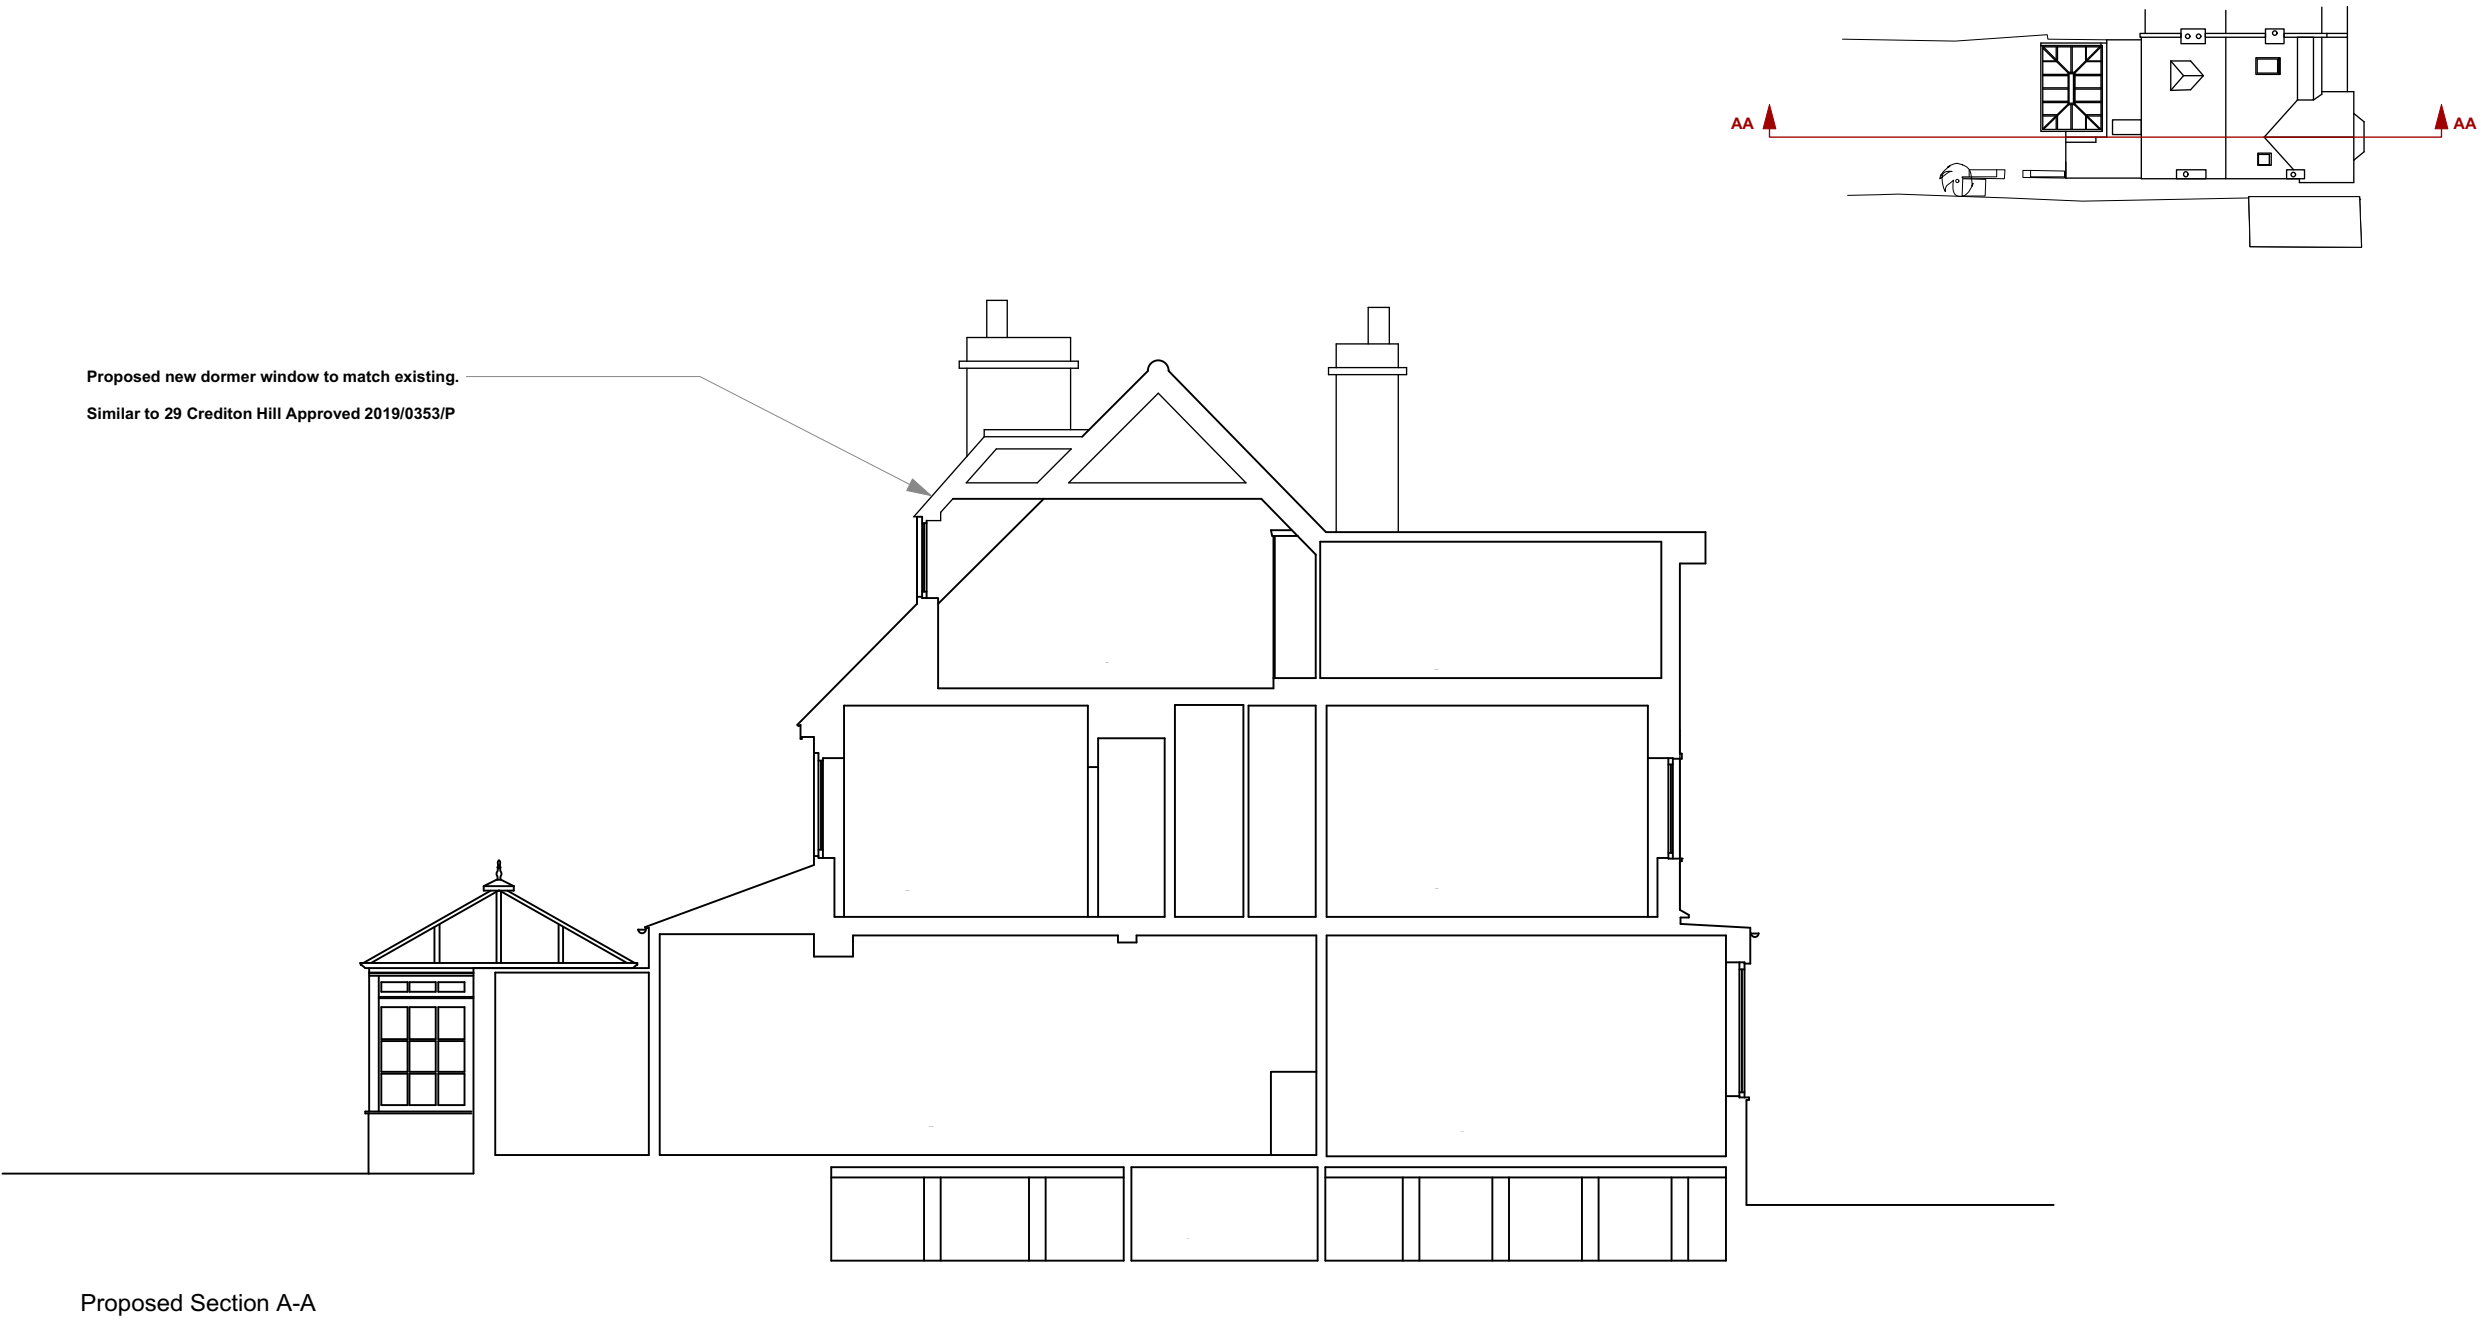 AA
AA
Proposed new dormer window to match existing.
Similar to 29 Crediton Hill Approved 2019/0353/P
Proposed Section A-A